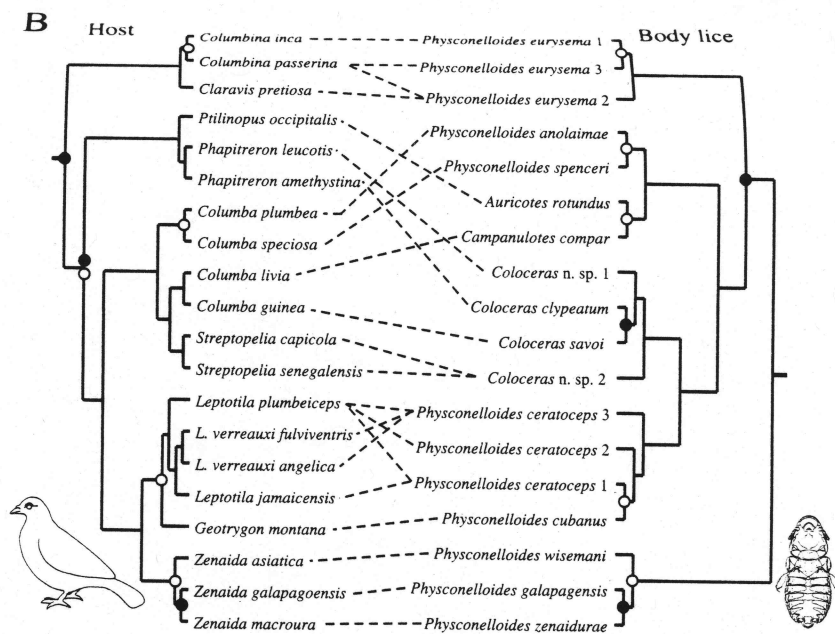 B
Host
Body lice
Columbina inca
Columbina passerina
Claravis pretiosa
Ptilinopus occipitalis
Phapitreron leucotis
Phapitreron amethystina
Columba plumbea
Columba speciosa
Columba livia
Columba guinea
Streptopelia capicola
Streptopelia senegalensis
Leptotila plumbeiceps
L. verreauxi fulviventris
L. verreauxi angelica
Leptotila jamaicensis
Geotrygon montana
Zenaida asiatica
Zenaida galapagoensis
Zenaida macroura
Physconelloides eurysema 1
Physconelloides eurysema 3
Physconelloides eurysema 2
Physconelloides anolaimae
Physconelloides spenceri
Auricotes rotundus
Campanulotes compar
Coloceras n. sp. 1
Coloceras clypeatum
Coloceras savoi
Coloceras n. sp. 2
Physconelloides ceratoceps 3
Physconelloides ceratoceps 2
Physconelloides ceratoceps 1
Physconelloides cubanus
Physconelloides wisemani
Physconelloides galapagensis
Physconelloides zenaidurae